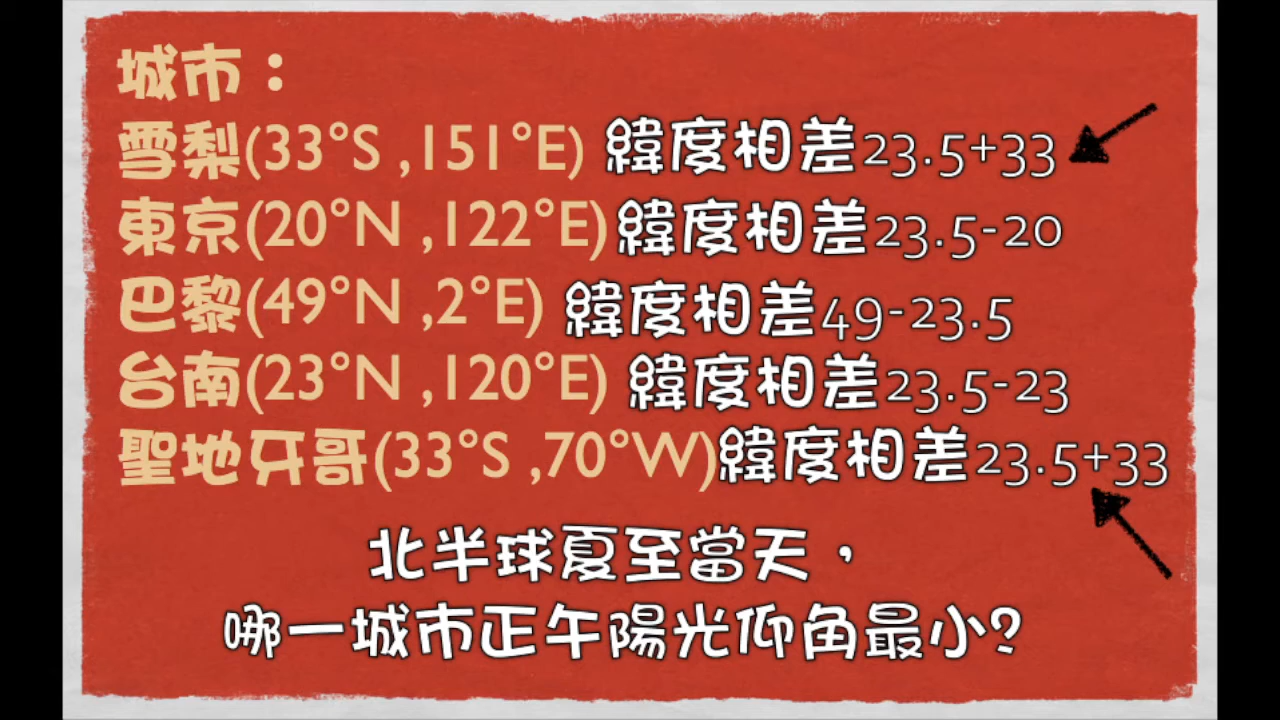 城市：
雪梨(33°S ,151°E) 緯度相差23.5+33
東京(20°N ,122°E)緯度相差23.5-20
巴黎(49°N ,2°E) 緯度相差49-23.5
台南(23°N ,120°E) 緯度相差23.5-23
聖地牙哥(33°S ,70°W)緯度相差23.5+33
北半球夏至當天，
哪一城市正午陽光仰角最小?